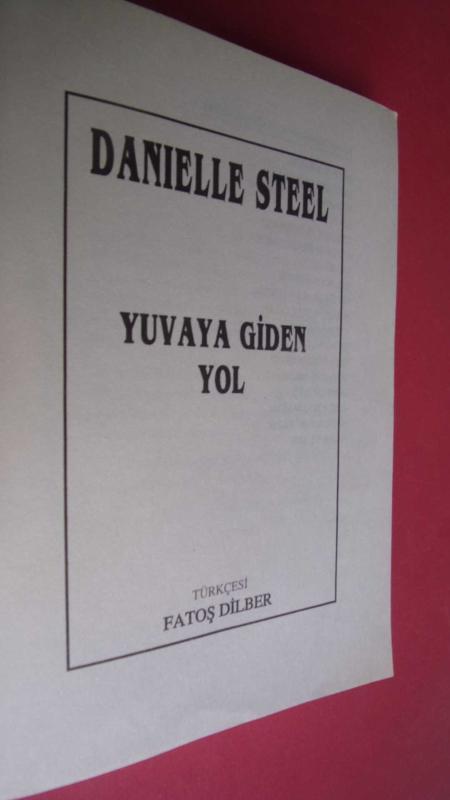 DANIELLE STEEL
YUVAYA GİDEN
YOL
TÜRKÇESİ
FATOŞ DİLBER